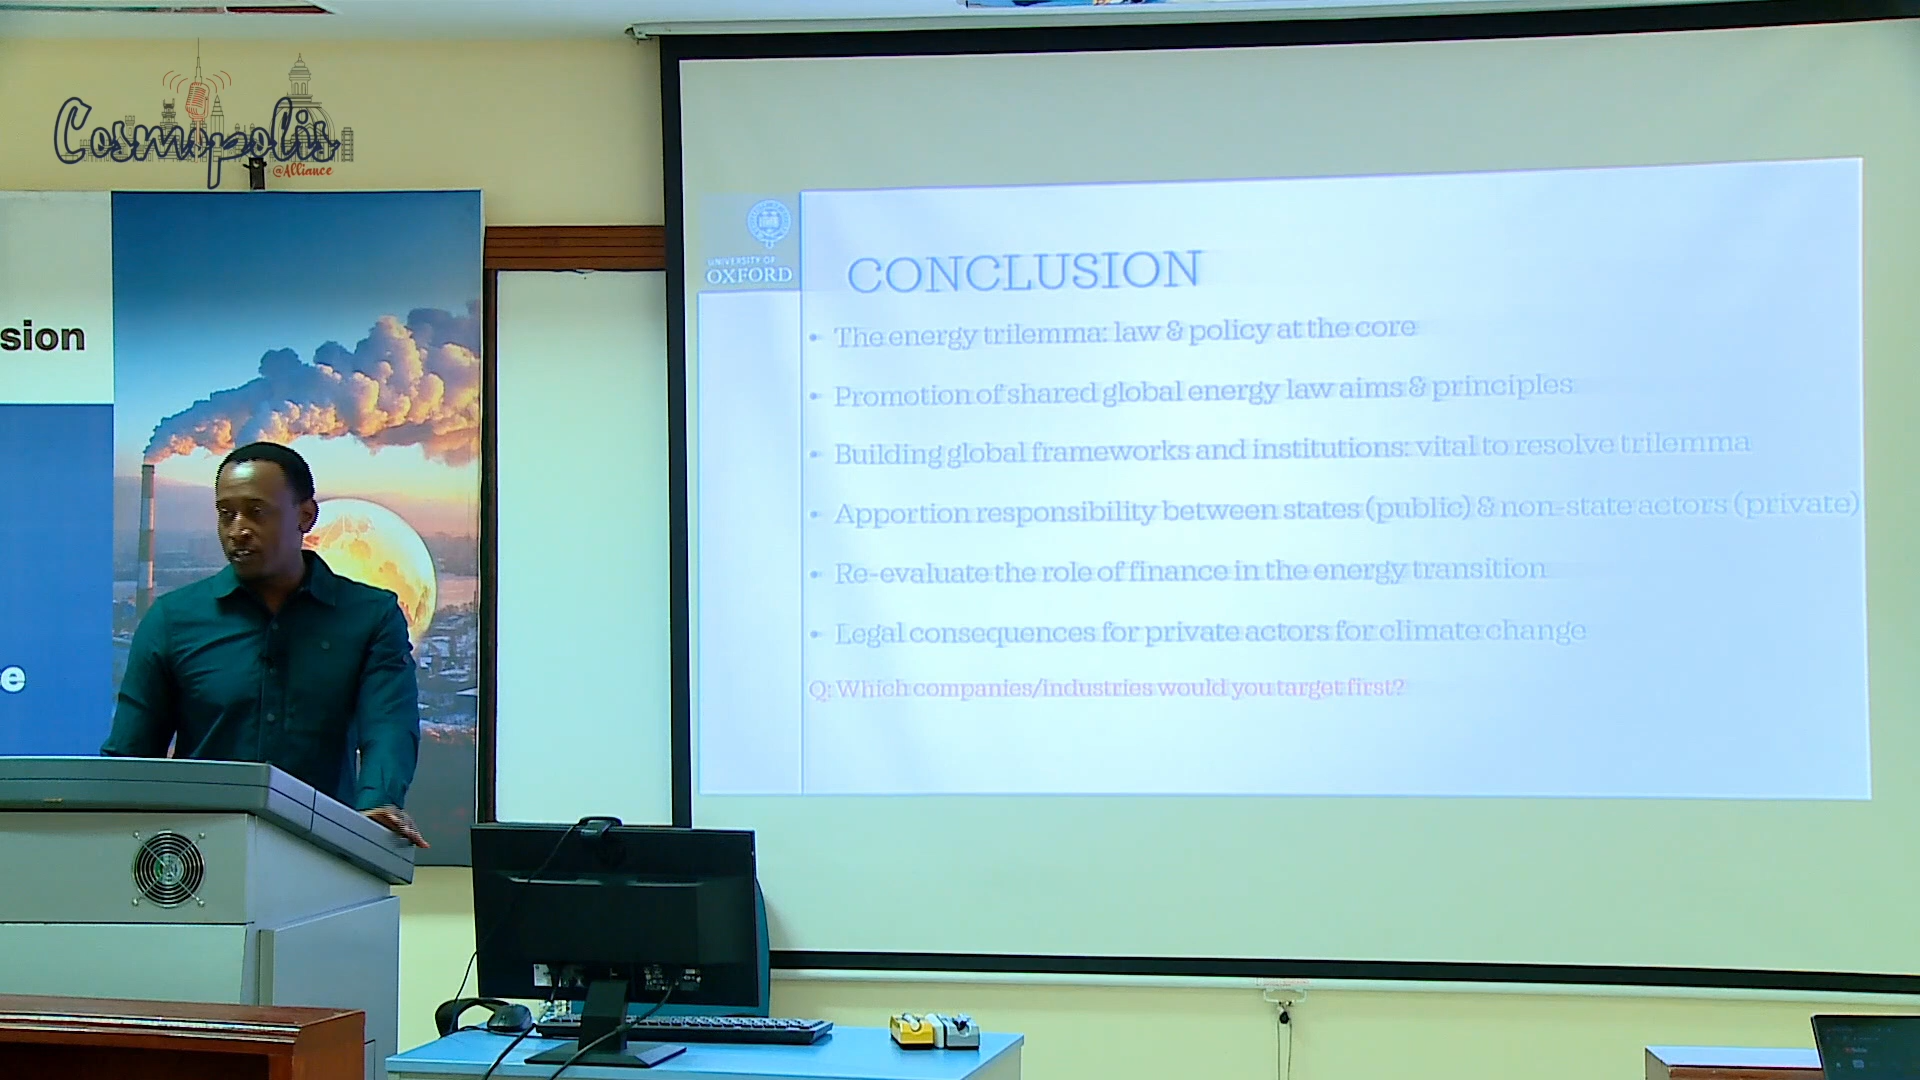 Cosmopolis
@Alliance
sion
e
UNIVERSITY OF
OXFORD
CONCLUSION
• The energy trilemma: law & policy at the core
• Promotion of shared global energy law aims & principles
• Building global frameworks and institutions: vital to resolve trilemma
• Apportion responsibility between states (public) & non-state actors (private)
• Re-evaluate the role of finance in the energy transition
• Legal consequences for private actors for climate change
Q: Which companies/industries would you target first?